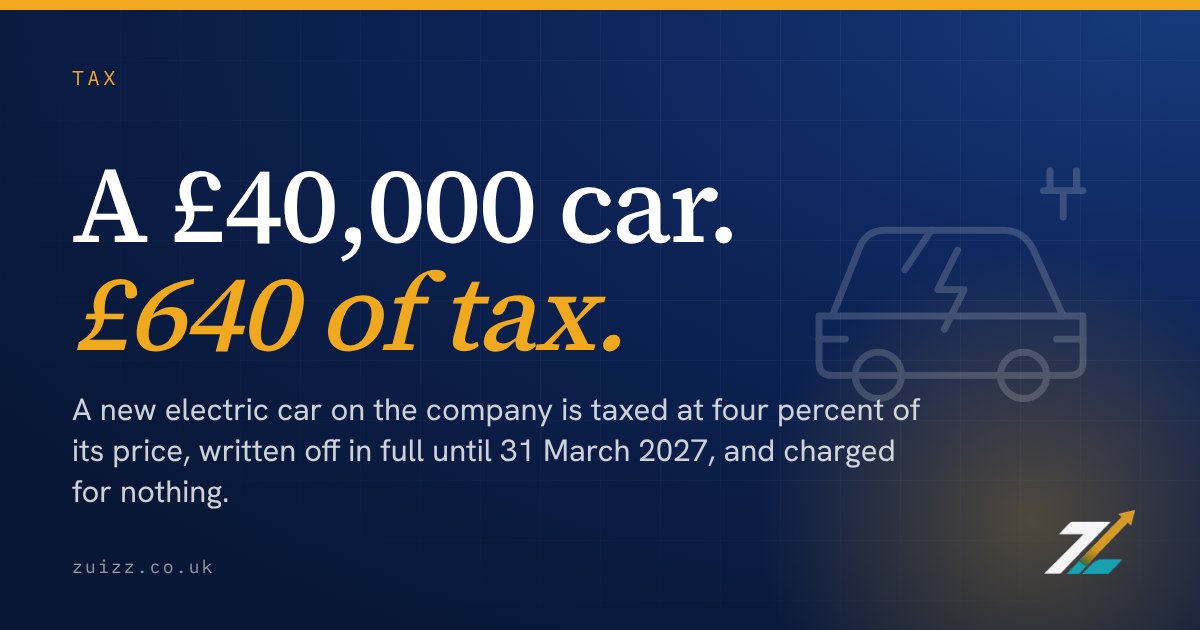 TAX
A £40,000 car.
£640 of tax.
A new electric car on the company is taxed at four percent of
its price, written off in full until 31 March 2027, and charged
for nothing.
zuizz.co.uk